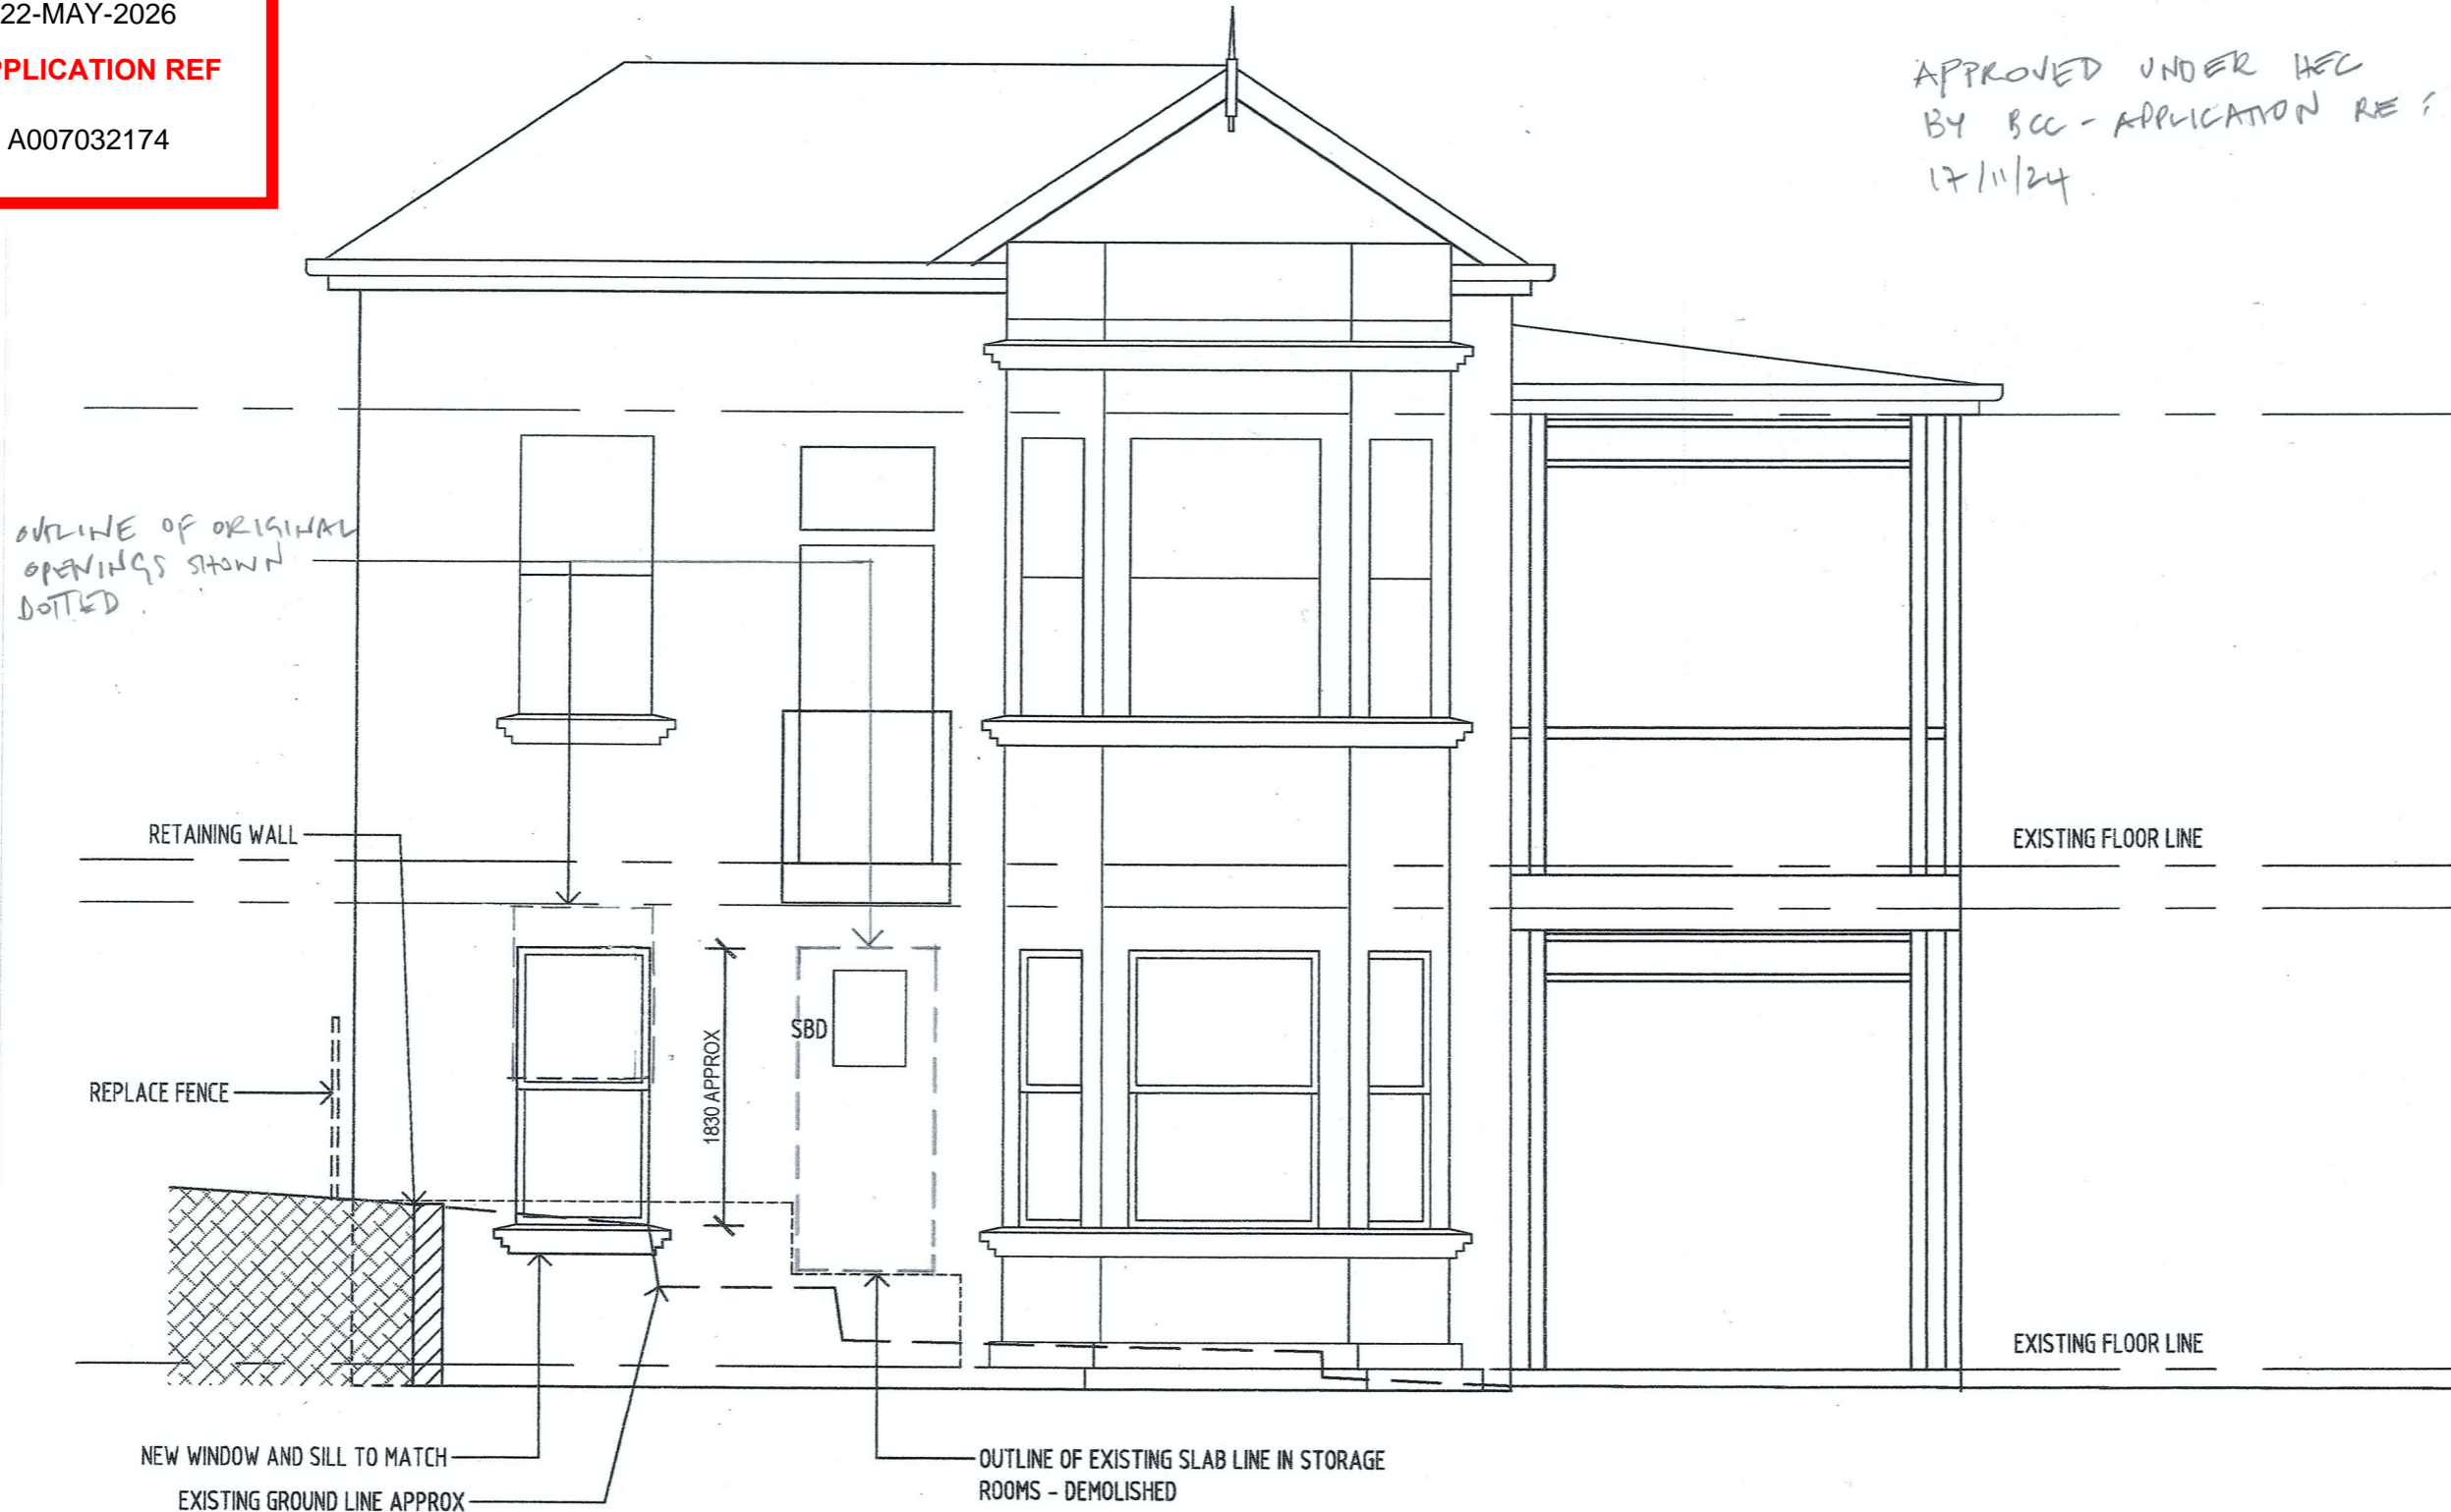 22-MAY-2026
PPLICATION REF
A007032174
APPROVED UNDER HEC
BY BCC - APPLICATION RE:
17/11/24.
OUTLINE OF ORIGINAL
OPENINGS SHOWN
DOTTED.
RETAINING WALL
EXISTING FLOOR LINE
SBD
1830 APPROX
REPLACE FENCE
EXISTING FLOOR LINE
NEW WINDOW AND SILL TO MATCH
EXISTING GROUND LINE APPROX
OUTLINE OF EXISTING SLAB LINE IN STORAGE
ROOMS - DEMOLISHED